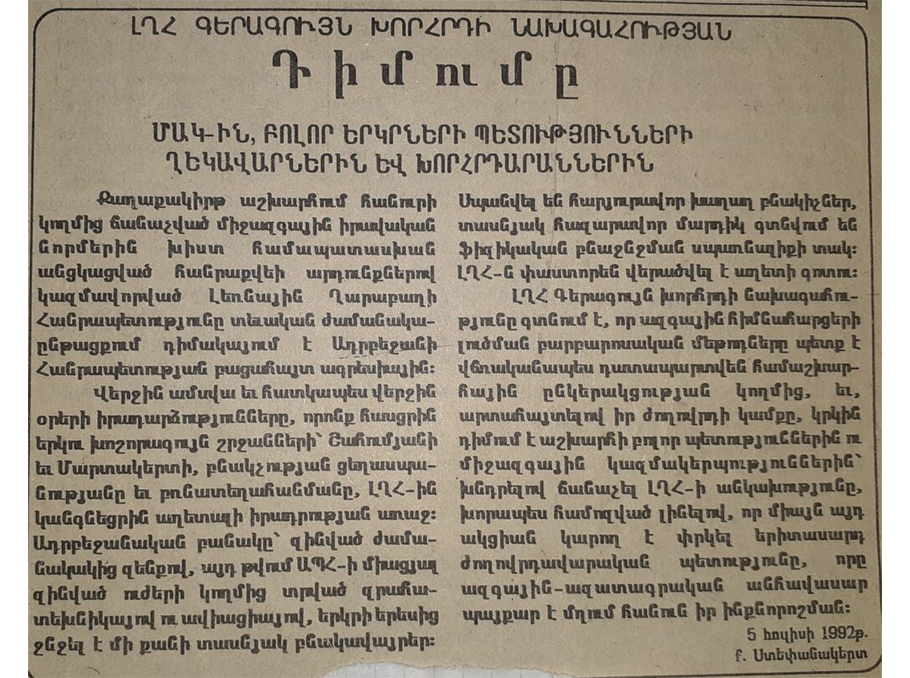 ԼՂՀ ԳԵՐԱԳՈՒՅՆ ԽՈՐՀՐԴԻ ՆԱԽԱԳԱՀՈՒԹՅԱՆ
Դիմումը
ՄԱԿ-ԻՆ, ԲՈԼՈՐ ԵՐԿՐՆԵՐԻ ՊԵՏՈՒԹՅՈՒՆՆԵՐԻ
ՂԵԿԱՎԱՐՆԵՐԻՆ ԵՎ ԽՈՐՀՐԴԱՐԱՆՆԵՐԻՆ
Քաղաքակիրթ աշխարհում հանուրի
կողմից ճանաչված միջազգային իրավական
նորմերին խիստ համապատասխան
անցկացված հանրաքվեի արդունքներով
կազմավորված Լեռնային Ղարաբաղի
Հանրապետությունը տեւական ժամանակա-
ընթացքում դիմակայում է Ադրբեջանի
Հանրապետության բացահայտ ագրեսիային:
Վերջին ամսվա եւ հատկապես վերջին
օրերի իրադարձությունները, որոնք հասցրին
երկու խոշորագույն շրջանների՝ Շահումյանի
եւ Մարտակերտի, բնակչության ցեղասպա-
նությանը եւ բռնատեղահանմանը, ԼՂՀ-ին
կանգնեցրին աղետալի իրադրության առաջ:
Ադրբեջանական բանակը՝ զինված ժամա-
նակակից զենքով, այդ թվում ԱՊՀ-ի միացյալ
զինված ուժերի կողմից տրված զրահա-
տեխնիկայով ու ավիացիայով, երկրի երեսից
ջնջել է մի քանի տասնյակ բնակավայրեր:
Սպանվել են հարյուրավոր խաղաղ բնակիչներ,
տասնյակ հազարավոր մարդիկ գտնվում են
ֆիզիկական բնաջնջման սպառնալիքի տակ:
ԼՂՀ-ն փաստորեն վերածվել է աղետի գոտու:
ԼՂՀ Գերագույն խորհրդի նախագահու-
թյունը գտնում է, որ ազգային հիմնահարցերի
լուծման բարբարոսական մեթոդները պետք է
վճռականապես դատապարտվեն համաշխար-
հային ընկերակցության կողմից, եւ,
արտահայտելով իր ժողովրդի կամքը, կրկին
դիմում է աշխարհի բոլոր պետություններին ու
միջազգային կազմակերպություններին՝
խնդրելով ճանաչել ԼՂՀ-ի անկախությունը,
խորապես համոզված լինելով, որ միայն այդ
ակցիան կարող է փրկել երիտասարդ
ժողովրդավարական պետությունը, որը
ազգային-ազատագրական անհավասար
պայքար է մղում հանուն իր ինքնորոշման:
5 հուլիսի 1992թ.
ք. Ստեփանակերտ